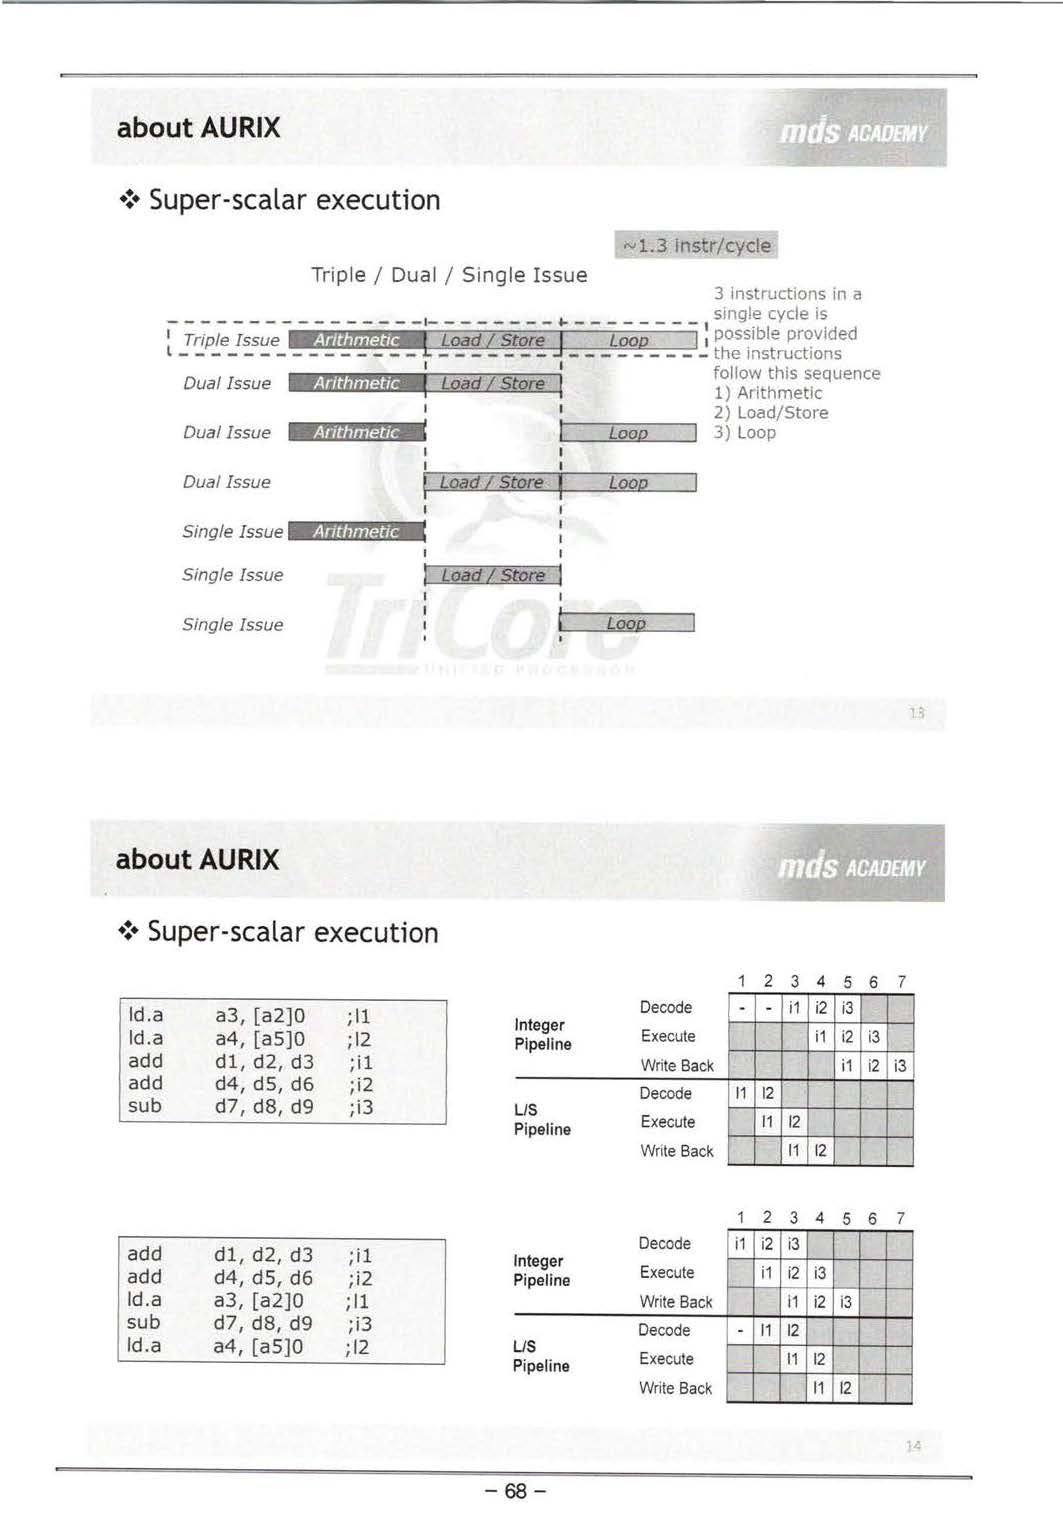 about AURIX
mds ACADEMY
❖ Super-scalar execution
~1.3 instr/cycle
Triple / Dual / Single Issue
3 instructions in a
single cycle is
possible provided
the instructions
follow this sequence
1) Arithmetic
2) Load/Store
3) Loop
Triple Issue Arithmetic Load / Store Loop
Dual Issue Arithmetic Load / Store
Dual Issue Arithmetic Loop
Dual Issue Load / Store Loop
Single Issue Arithmetic
Single Issue Load / Store
Single Issue Loop
TriCore
UNIFIED PROCESSOR
13
about AURIX
mds ACADEMY
❖ Super-scalar execution
ld.a a3, [a2]0 ;l1
ld.a a4, [a5]0 ;l2
add d1, d2, d3 ;i1
add d4, d5, d6 ;i2
sub d7, d8, d9 ;i3
1 2 3 4 5 6 7
Integer
Pipeline
Decode - - i1 i2 i3
Execute i1 i2 i3
Write Back i1 i2 i3
L/S
Pipeline
Decode l1 l2
Execute l1 l2
Write Back l1 l2
add d1, d2, d3 ;i1
add d4, d5, d6 ;i2
ld.a a3, [a2]0 ;l1
sub d7, d8, d9 ;i3
ld.a a4, [a5]0 ;l2
1 2 3 4 5 6 7
Integer
Pipeline
Decode i1 i2 i3
Execute i1 i2 i3
Write Back i1 i2 i3
L/S
Pipeline
Decode - l1 l2
Execute l1 l2
Write Back l1 l2
14
- 68 -